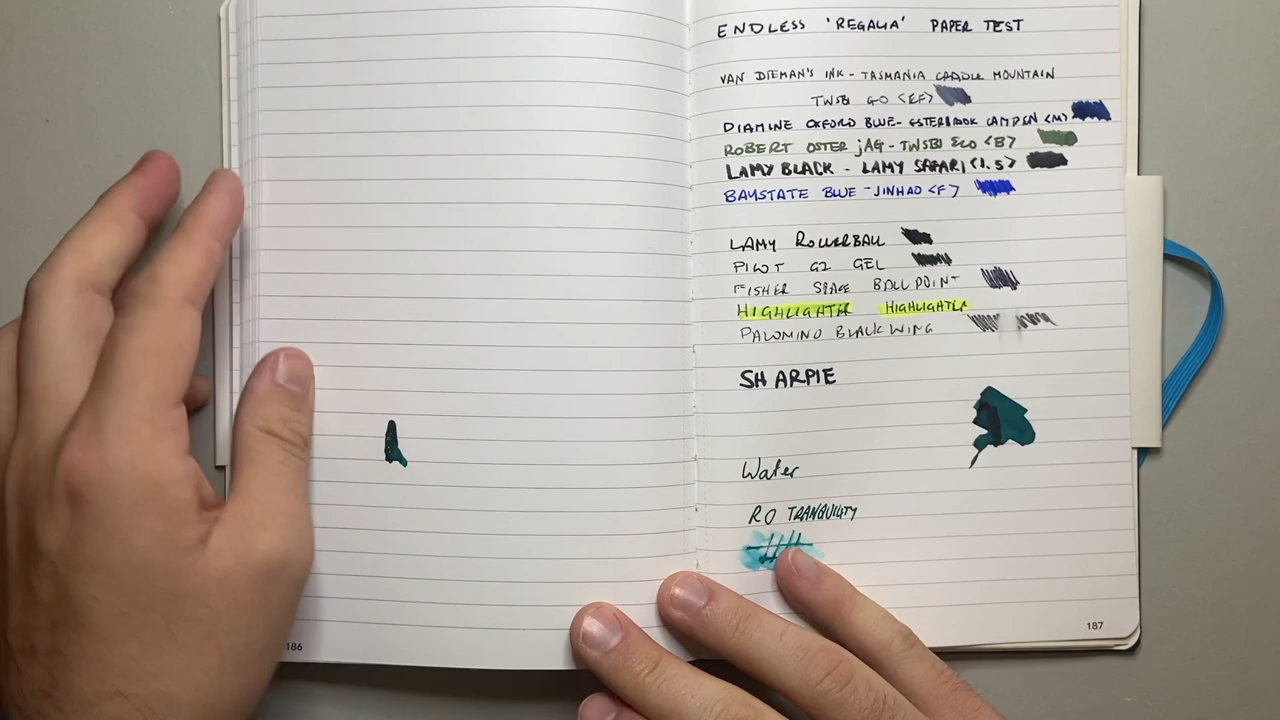 ENDLESS 'REGALIA' PAPER TEST
VAN DIEMAN'S INK - TASMANIA CRADLE MOUNTAIN
TWSBI GO <EF>
DIAMINE OXFORD BLUE - ESTERBROOK CAMDEN <M>
ROBERT OSTER JAG - TWSBI ECO <B>
LAMY BLACK - LAMY SAFARI <1.5>
BAYSTATE BLUE - JINHAO <F>
LAMY ROLLERBALL
PILOT G2 GEL
FISHER SPACE BALLPOINT
HIGHLIGHTER HIGHLIGHTER
PALOMINO BLACKWING
SHARPIE
Water
RO TRANQUILITY
186
187